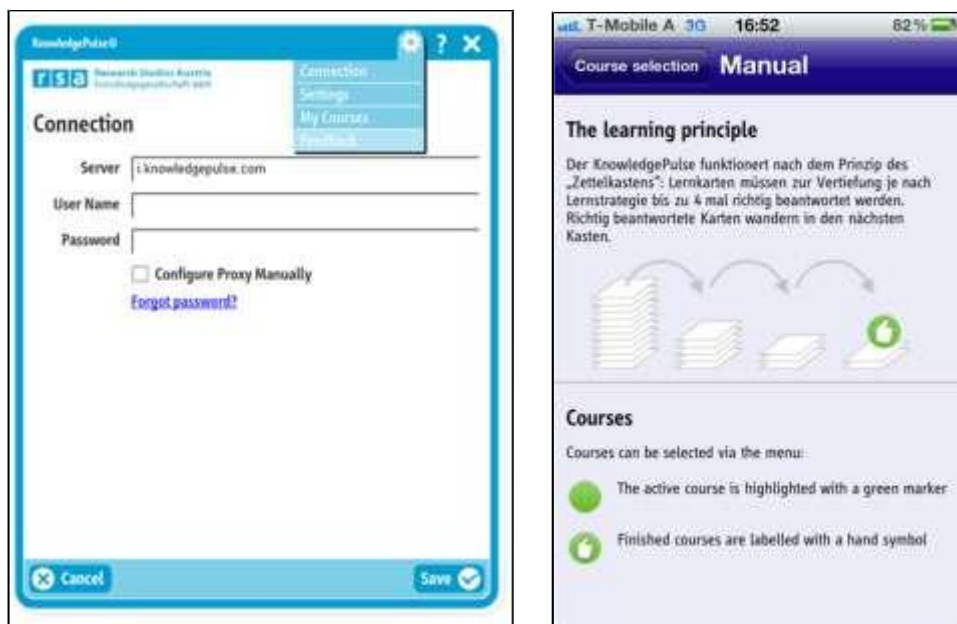 KnowledgePulse®
rsa Research Studios Austria
Forschungsgesellschaft mbH
Connection
Settings
My Courses
Feedback
Connection
Server i.knowledgepulse.com
User Name
Password
Configure Proxy Manually
Forgot password?
Cancel
Save
T-Mobile A 3G 16:52 82 %
Course selection Manual
The learning principle
Der KnowledgePulse funktionert nach dem Prinzip des
„Zettelkastens“: Lernkarten müssen zur Vertiefung je nach
Lernstrategie bis zu 4 mal richtig beantwortet werden.
Richtig beantwortete Karten wandern in den nächsten
Kasten.
Courses
Courses can be selected via the menu:
The active course is highlighted with a green marker
Finished courses are labelled with a hand symbol